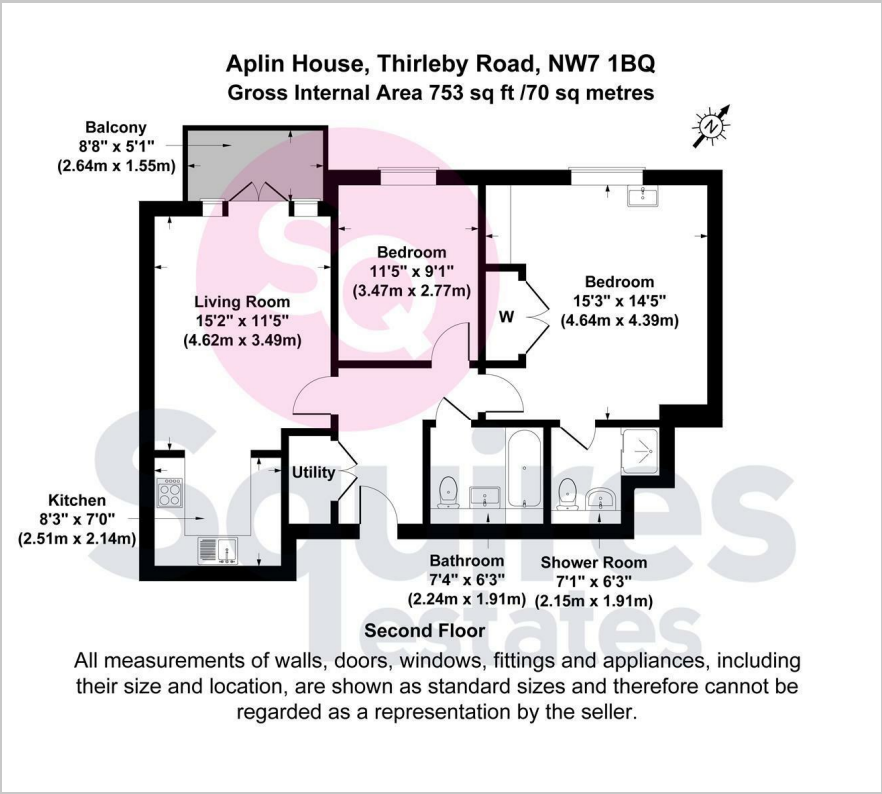 Aplin House, Thirleby Road, NW7 1BQ
Gross Internal Area 753 sq ft /70 sq metres
N
Balcony
8'8" x 5'1"
(2.64m x 1.55m)
SQ
Bedroom
11'5" x 9'1"
(3.47m x 2.77m)
Bedroom
15'3" x 14'5"
(4.64m x 4.39m)
W
Living Room
15'2" x 11'5"
(4.62m x 3.49m)
Squires
estates
Utility
Kitchen
8'3" x 7'0"
(2.51m x 2.14m)
Bathroom
7'4" x 6'3"
(2.24m x 1.91m)
Shower Room
7'1" x 6'3"
(2.15m x 1.91m)
Second Floor
All measurements of walls, doors, windows, fittings and appliances, including
their size and location, are shown as standard sizes and therefore cannot be
regarded as a representation by the seller.